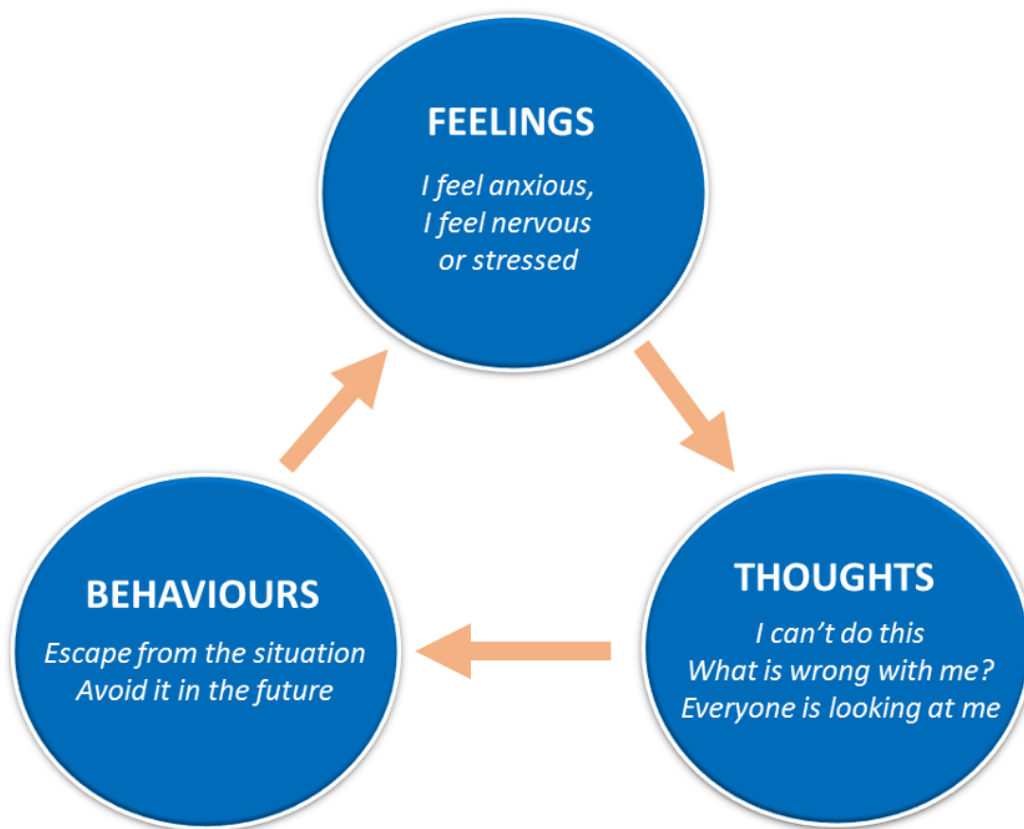 FEELINGS
I feel anxious,
I feel nervous
or stressed
BEHAVIOURS
Escape from the situation
Avoid it in the future
THOUGHTS
I can't do this
What is wrong with me?
Everyone is looking at me